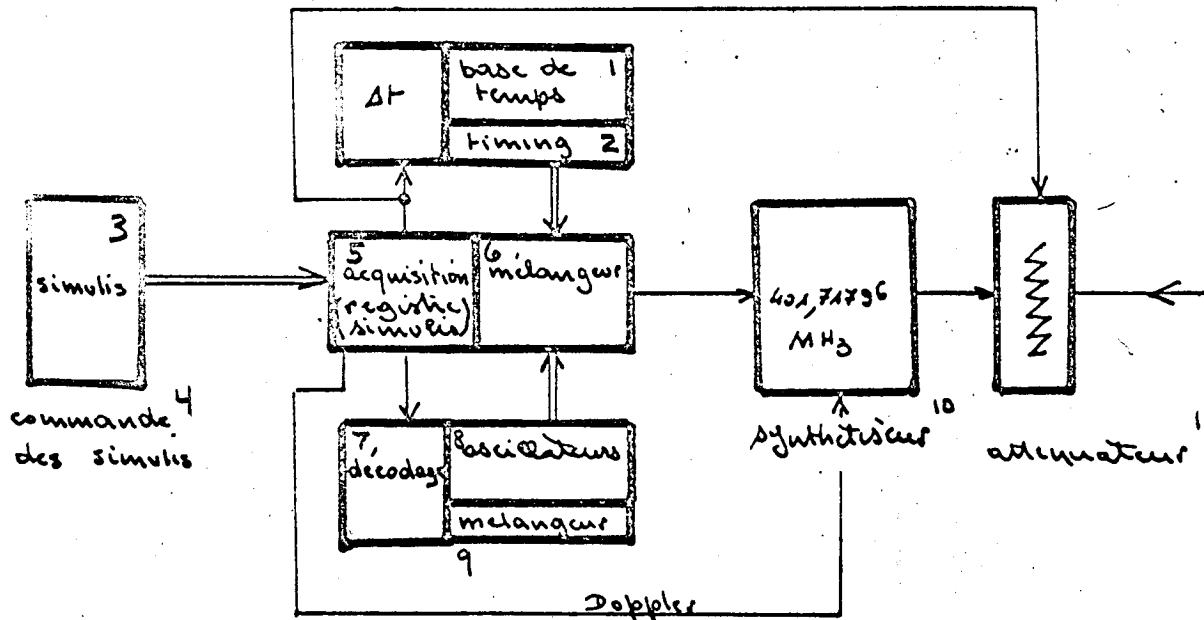 Δt
base de 1
temps
timing 2
3
simulis
4
commande
des simulis
5
acquisition
(registre
simulis)
6
mélangeur
401,71796
MHz
10
synthétiseur
1
atténuateur
7
décodage
8
oscillateurs
mélangeur
9
Doppler